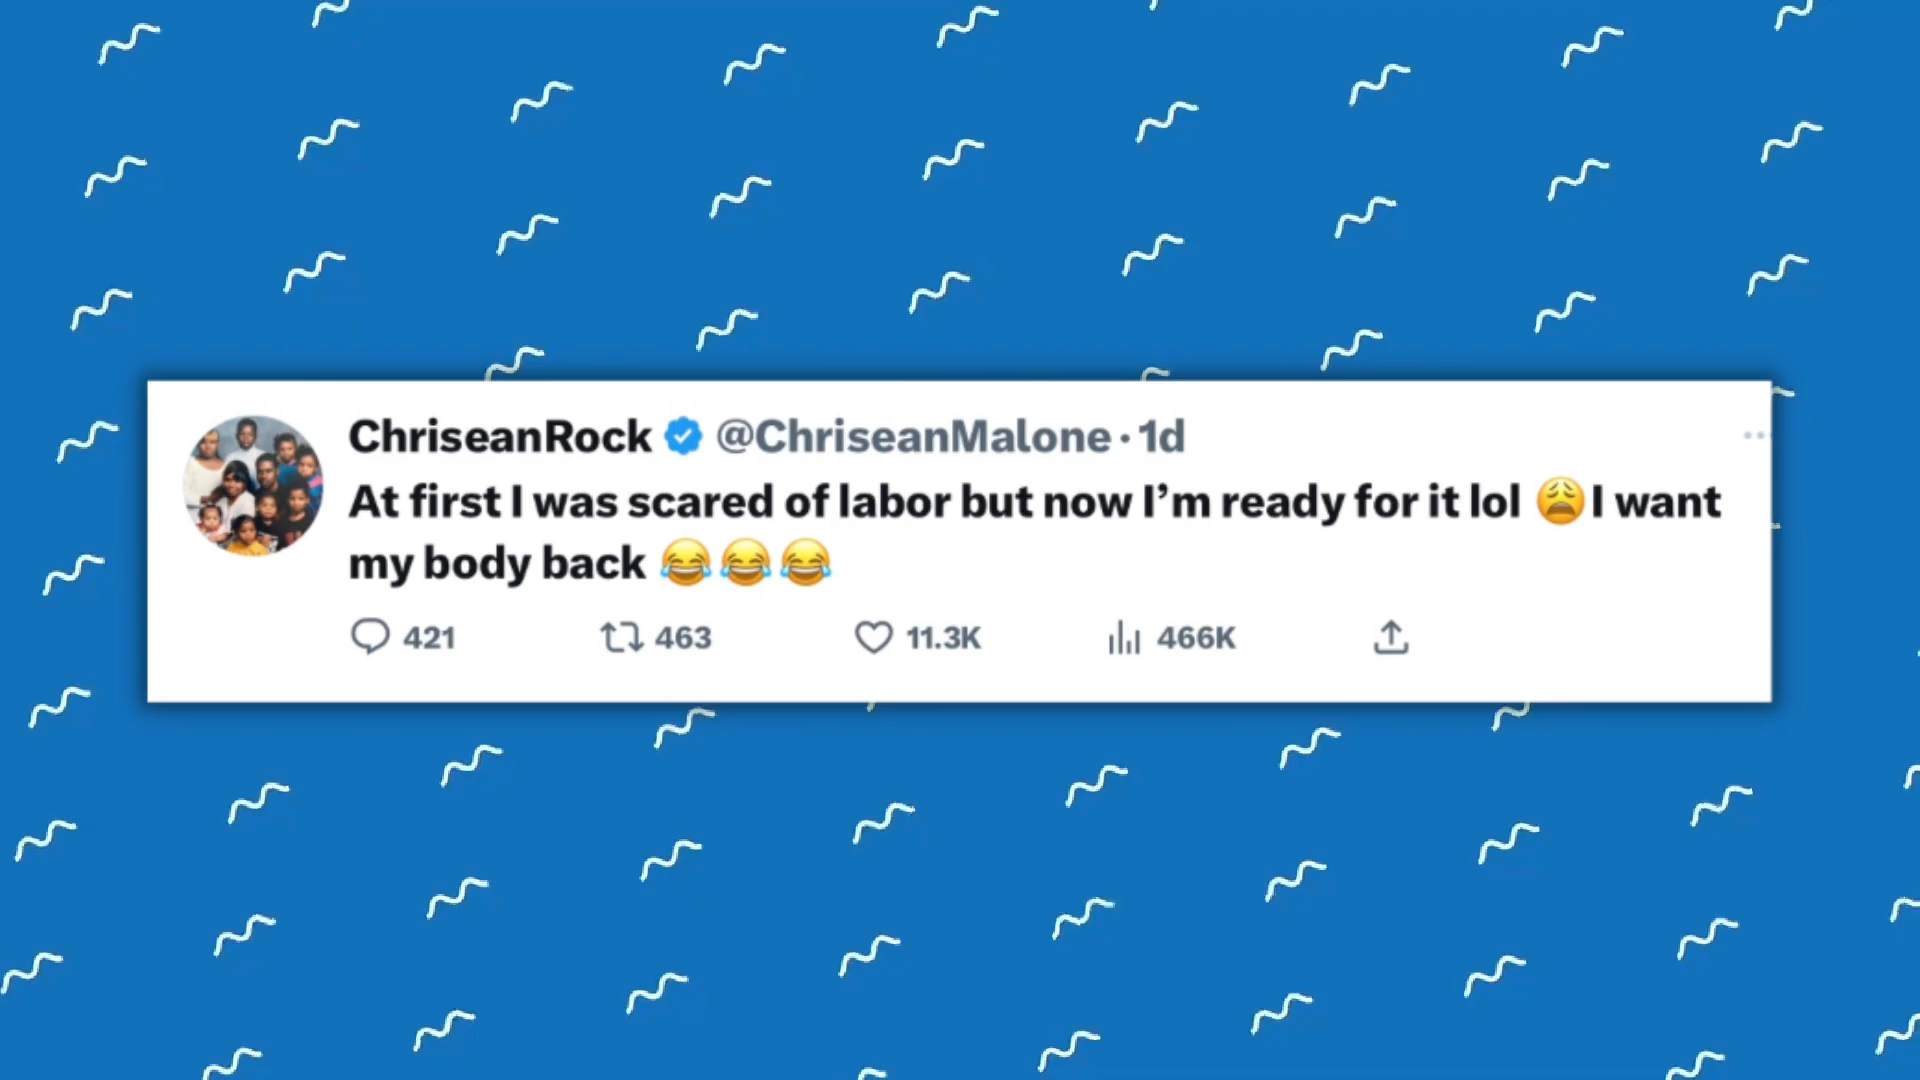 ChriseanRock @ChriseanMalone · 1d
At first I was scared of labor but now I’m ready for it lol 😩 I want
my body back 😂😂😂
421 463 11.3K 466K